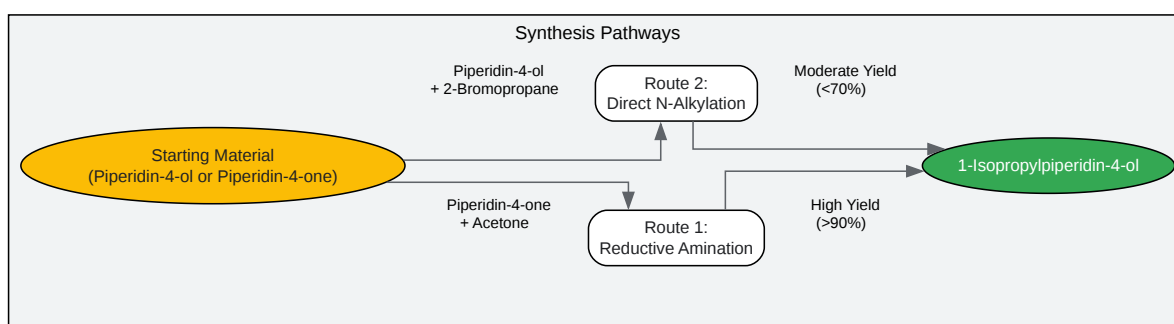 Synthesis Pathways
Piperidin-4-ol
+ 2-Bromopropane
Route 2:
Direct N-Alkylation
Moderate Yield
(<70%)
Starting Material
(Piperidin-4-ol or Piperidin-4-one)
1-Isopropylpiperidin-4-ol
Piperidin-4-one
+ Acetone
Route 1:
Reductive Amination
High Yield
(>90%)